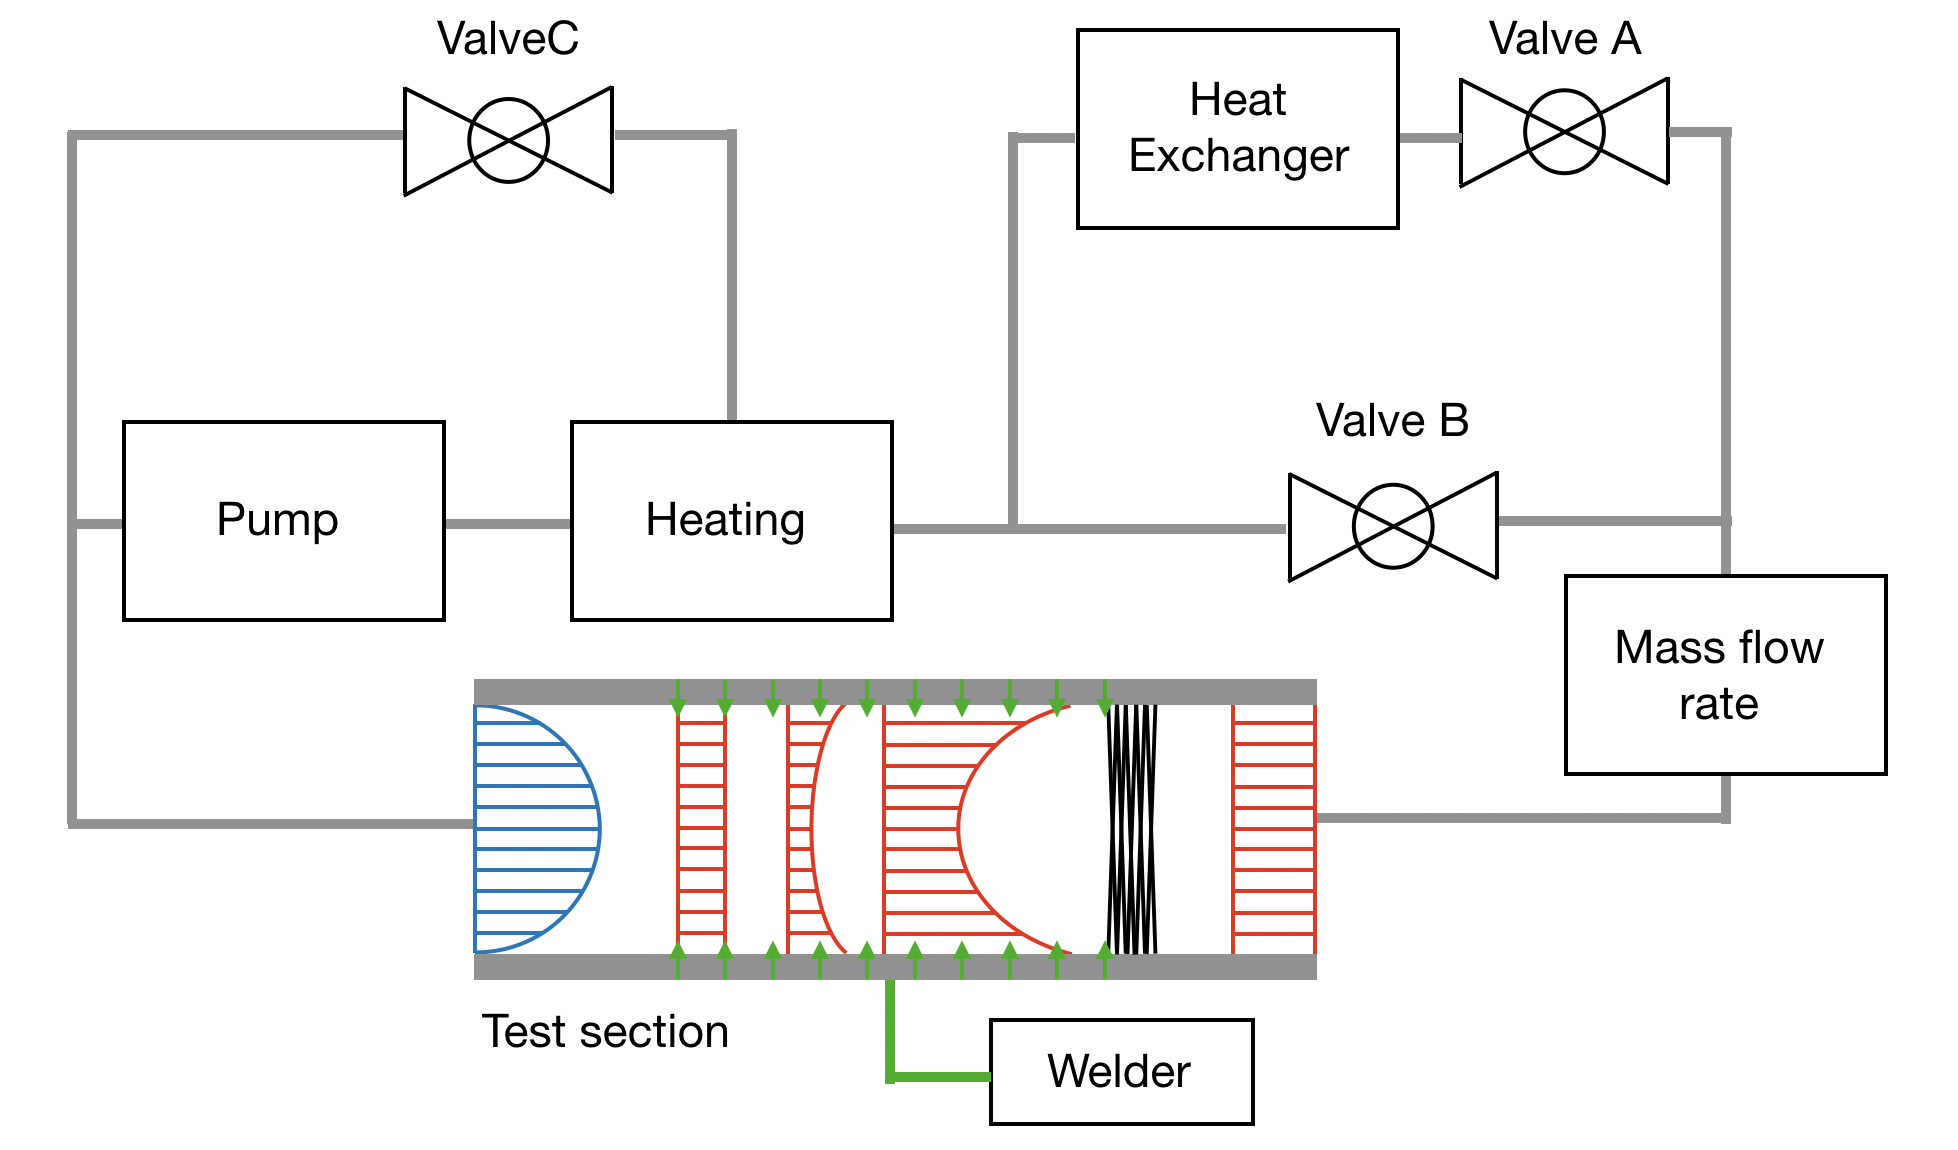 ValveC
Valve A
Heat
Exchanger
Valve B
Pump
Heating
Mass flow
rate
Test section
Welder